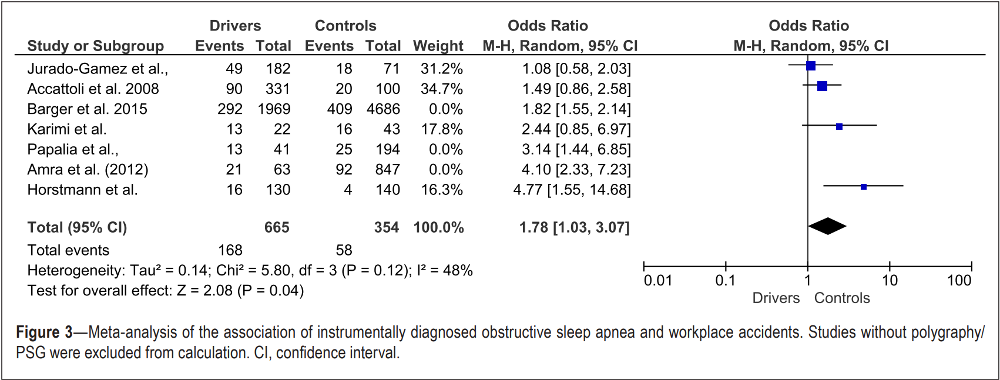 Drivers Controls Odds Ratio Odds Ratio
Study or Subgroup Events Total Events Total Weight M-H, Random, 95% CI M-H, Random, 95% CI
Jurado-Gamez et al., 49 182 18 71 31.2% 1.08 [0.58, 2.03]
Accattoli et al. 2008 90 331 20 100 34.7% 1.49 [0.86, 2.58]
Barger et al. 2015 292 1969 409 4686 0.0% 1.82 [1.55, 2.14]
Karimi et al. 13 22 16 43 17.8% 2.44 [0.85, 6.97]
Papalia et al., 13 41 25 194 0.0% 3.14 [1.44, 6.85]
Amra et al. (2012) 21 63 92 847 0.0% 4.10 [2.33, 7.23]
Horstmann et al. 16 130 4 140 16.3% 4.77 [1.55, 14.68]
Total (95% CI) 665 354 100.0% 1.78 [1.03, 3.07]
Total events 168 58
Heterogeneity: Tau² = 0.14; Chi² = 5.80, df = 3 (P = 0.12); I² = 48%
Test for overall effect: Z = 2.08 (P = 0.04)
0.01 0.1 1 10 100
Drivers Controls
Figure 3—Meta-analysis of the association of instrumentally diagnosed obstructive sleep apnea and workplace accidents. Studies without polygraphy/
PSG were excluded from calculation. CI, confidence interval.